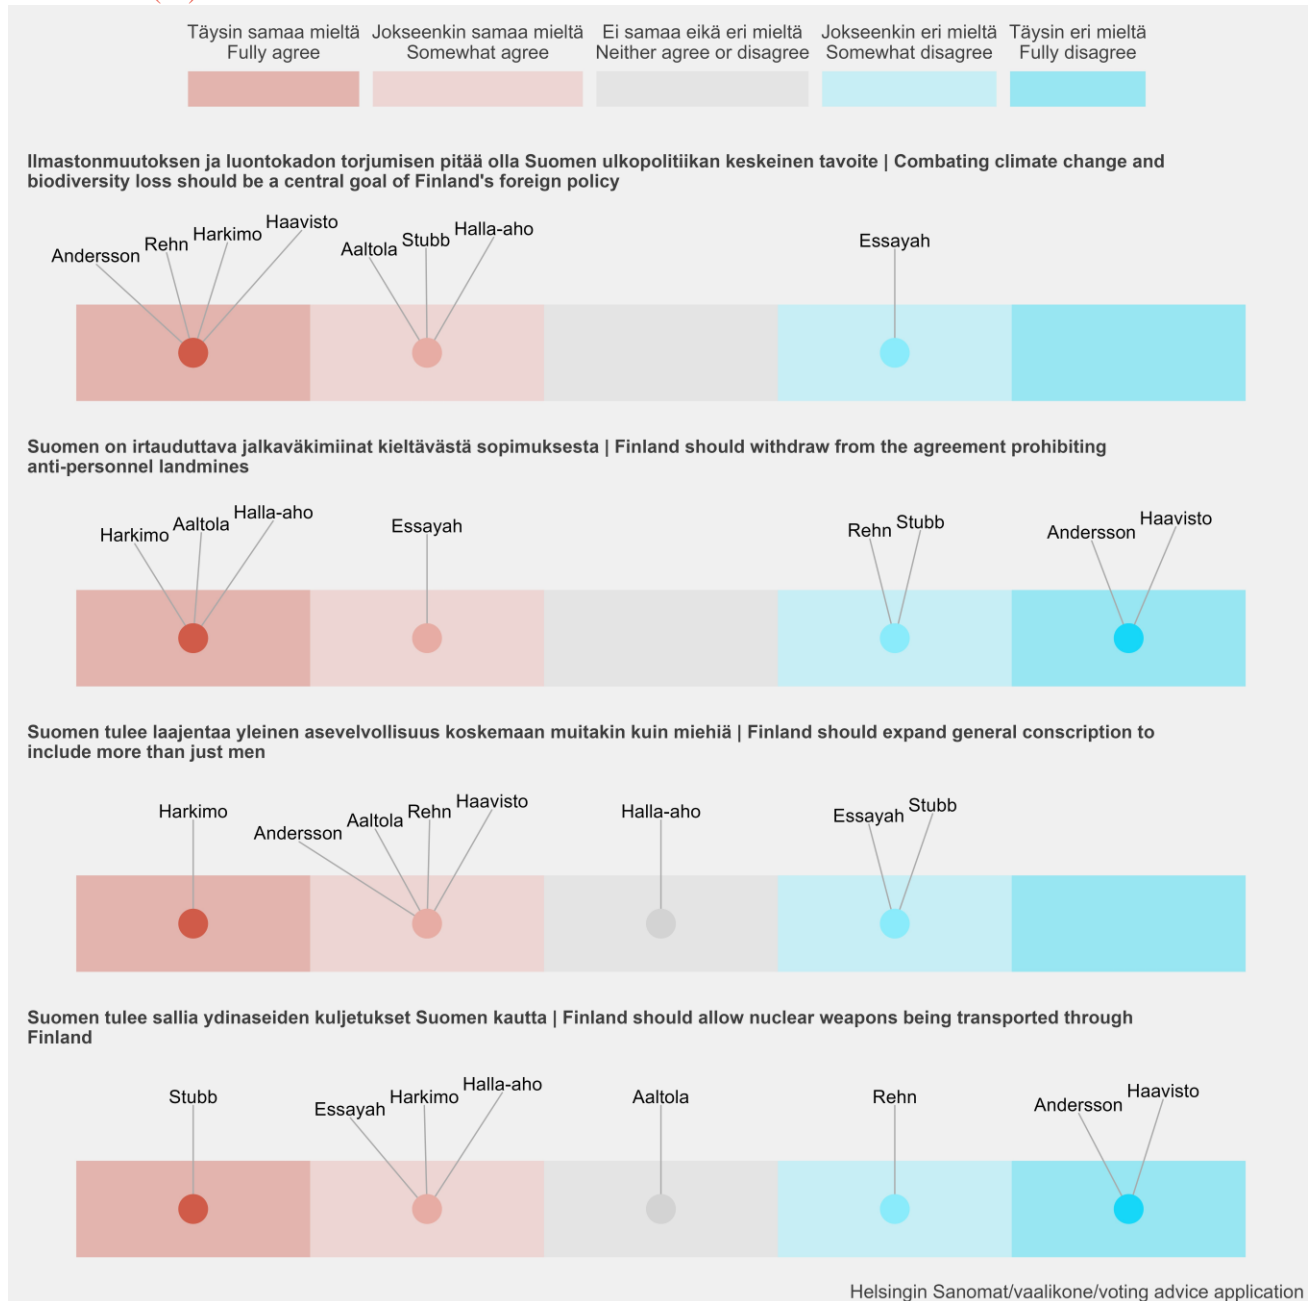 Täysin samaa mieltä Jokseenkin samaa mieltä Ei samaa eikä eri mieltä Jokseenkin eri mieltä Täysin eri mieltä
Fully agree Somewhat agree Neither agree or disagree Somewhat disagree Fully disagree
Ilmastonmuutoksen ja luontokadon torjumisen pitää olla Suomen ulkopolitiikan keskeinen tavoite | Combating climate change and
biodiversity loss should be a central goal of Finland's foreign policy
Andersson Rehn Harkimo Haavisto Aaltola Stubb Halla-aho Essayah
Suomen on irtauduttava jalkaväkimiinat kieltävästä sopimuksesta | Finland should withdraw from the agreement prohibiting
anti-personnel landmines
Harkimo Aaltola Halla-aho Essayah Rehn Stubb Andersson Haavisto
Suomen tulee laajentaa yleinen asevelvollisuus koskemaan muitakin kuin miehiä | Finland should expand general conscription to
include more than just men
Harkimo Andersson Aaltola Rehn Haavisto Halla-aho Essayah Stubb
Suomen tulee sallia ydinaseiden kuljetukset Suomen kautta | Finland should allow nuclear weapons being transported through
Finland
Stubb Essayah Harkimo Halla-aho Aaltola Rehn Andersson Haavisto
Helsingin Sanomat/vaalikone/voting advice application